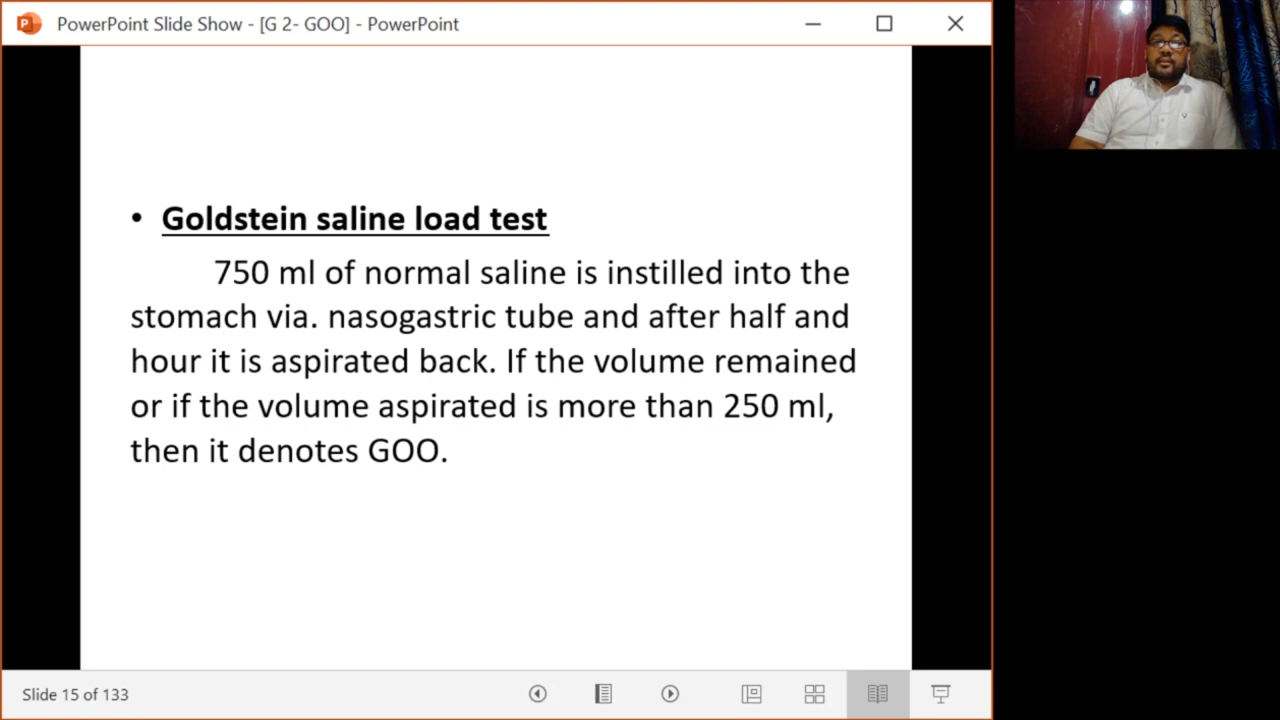 PowerPoint Slide Show - [G 2- GOO] - PowerPoint
• Goldstein saline load test
750 ml of normal saline is instilled into the
stomach via. nasogastric tube and after half and
hour it is aspirated back. If the volume remained
or if the volume aspirated is more than 250 ml,
then it denotes GOO.
Slide 15 of 133